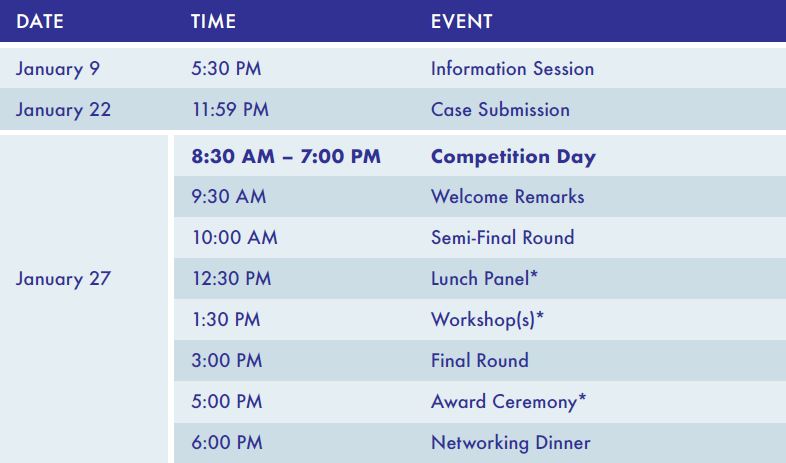 DATE TIME EVENT
January 9 5:30 PM Information Session
January 22 11:59 PM Case Submission
8:30 AM – 7:00 PM Competition Day
9:30 AM Welcome Remarks
10:00 AM Semi-Final Round
January 27 12:30 PM Lunch Panel*
1:30 PM Workshop(s)*
3:00 PM Final Round
5:00 PM Award Ceremony*
6:00 PM Networking Dinner